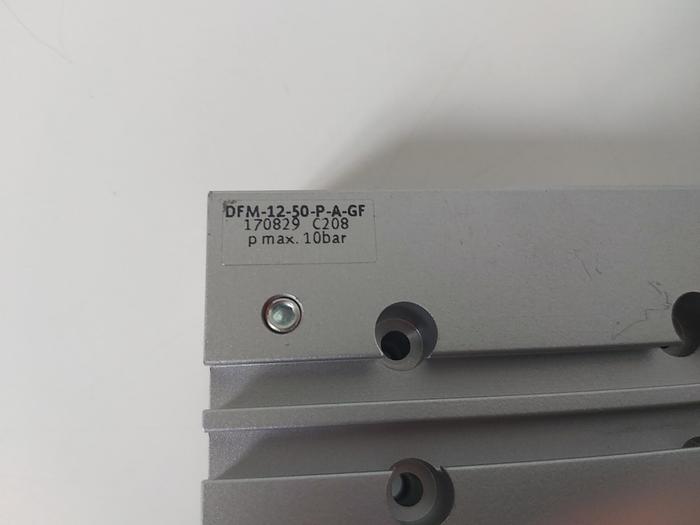 DFM-12-50-P-A-GF
170829 C208
p max. 10bar